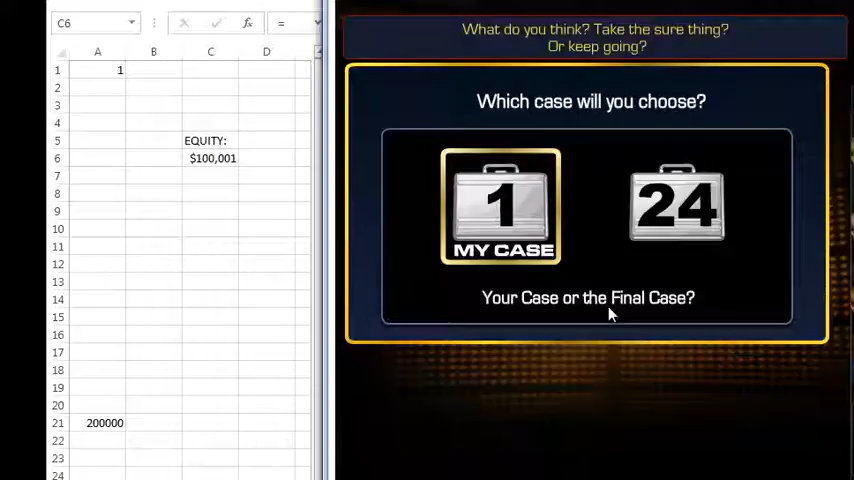 C6
fx
=
A B C D
1 1
2
3
4
5 EQUITY:
6 $100,001
7
8
9
10
11
12
13
14
15
16
17
18
19
20
21 200000
22
23
24
What do you think? Take the sure thing?
Or keep going?
Which case will you choose?
1 24
MY CASE
Your Case or the Final Case?